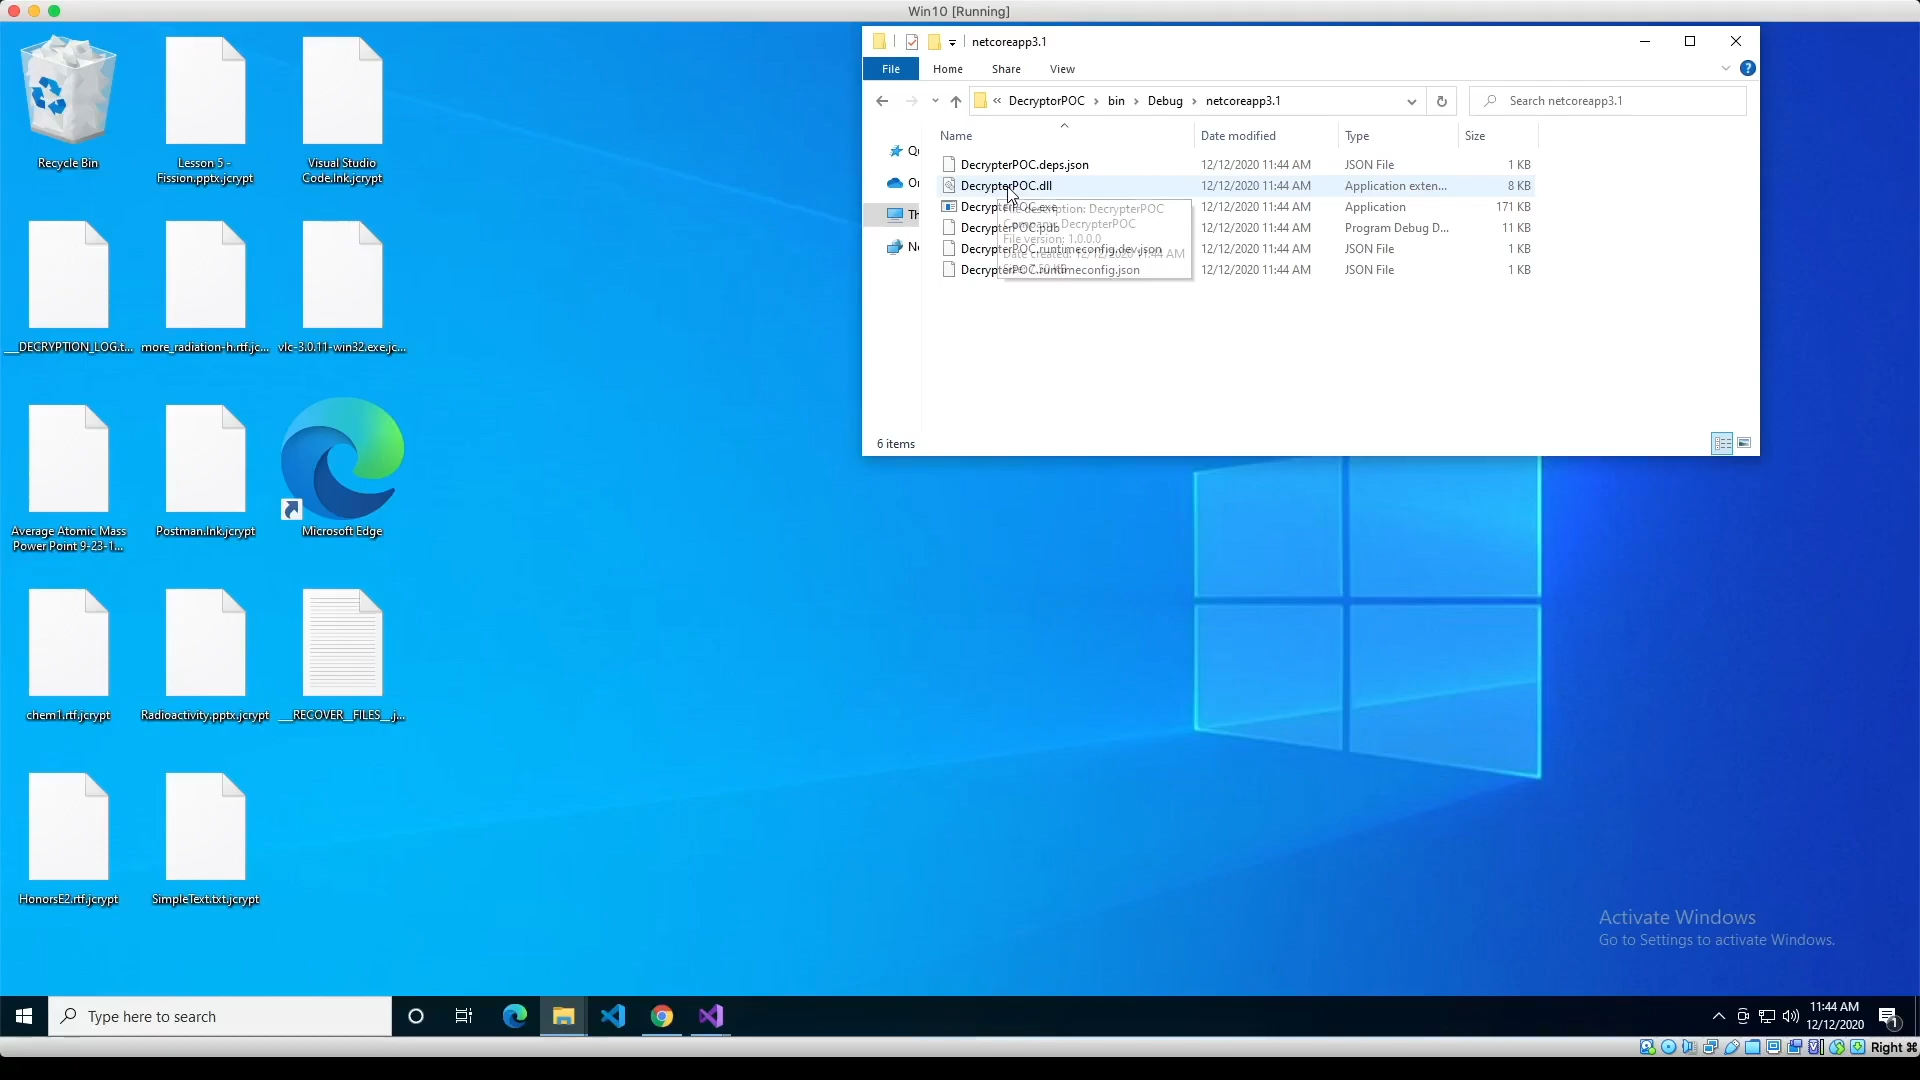 Win10 [Running]
Recycle Bin
Lesson 5 -
Fission.pptx.jcrypt
Visual Studio
Code.lnk.jcrypt
___DECRYPTION_LOG.t...
more_radiation-h.rtf.jc...
vlc-3.0.11-win32.exe.jc...
Average Atomic Mass
Power Point 9-23-1...
Postman.lnk.jcrypt
Microsoft Edge
chem1.rtf.jcrypt
Radioactivity.pptx.jcrypt
___RECOVER__FILES__.j...
HonorsE2.rtf.jcrypt
SimpleText.txt.jcrypt
netcoreapp3.1
File
Home
Share
View
« DecryptorPOC › bin › Debug › netcoreapp3.1
Search netcoreapp3.1
Name
Date modified
Type
Size
DecrypterPOC.deps.json 12/12/2020 11:44 AM JSON File 1 KB
DecrypterPOC.dll 12/12/2020 11:44 AM Application exten... 8 KB
DecrypterPOC.exe 12/12/2020 11:44 AM Application 171 KB
DecrypterPOC.pdb 12/12/2020 11:44 AM Program Debug D... 11 KB
DecrypterPOC.runtimeconfig.dev.json 12/12/2020 11:44 AM JSON File 1 KB
DecrypterPOC.runtimeconfig.json 12/12/2020 11:44 AM JSON File 1 KB
File description: DecrypterPOC
Company: DecrypterPOC
File version: 1.0.0.0
Date created: 12/12/2020 11:44 AM
6 items
Activate Windows
Go to Settings to activate Windows.
Type here to search
11:44 AM
12/12/2020
1
Right ⌘